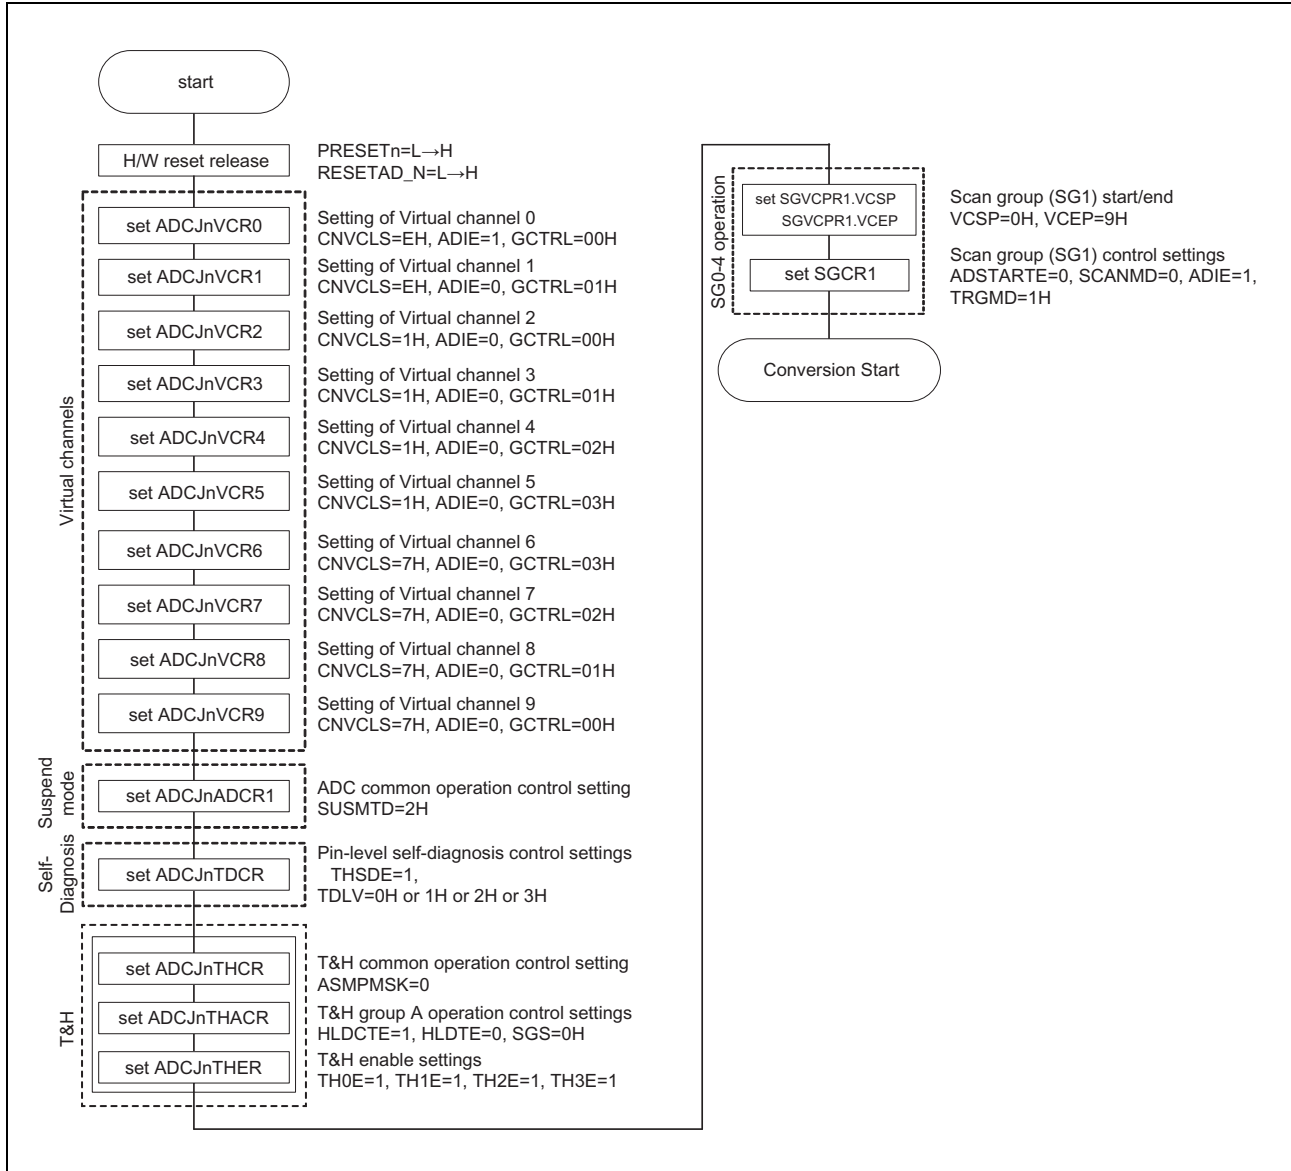 start
H/W reset release
PRESETn=L→H
RESETAD_N=L→H
Virtual channels
set ADCJnVCR0
Setting of Virtual channel 0
CNVCLS=EH, ADIE=1, GCTRL=00H
set ADCJnVCR1
Setting of Virtual channel 1
CNVCLS=EH, ADIE=0, GCTRL=01H
set ADCJnVCR2
Setting of Virtual channel 2
CNVCLS=1H, ADIE=0, GCTRL=00H
set ADCJnVCR3
Setting of Virtual channel 3
CNVCLS=1H, ADIE=0, GCTRL=01H
set ADCJnVCR4
Setting of Virtual channel 4
CNVCLS=1H, ADIE=0, GCTRL=02H
set ADCJnVCR5
Setting of Virtual channel 5
CNVCLS=1H, ADIE=0, GCTRL=03H
set ADCJnVCR6
Setting of Virtual channel 6
CNVCLS=7H, ADIE=0, GCTRL=03H
set ADCJnVCR7
Setting of Virtual channel 7
CNVCLS=7H, ADIE=0, GCTRL=02H
set ADCJnVCR8
Setting of Virtual channel 8
CNVCLS=7H, ADIE=0, GCTRL=01H
set ADCJnVCR9
Setting of Virtual channel 9
CNVCLS=7H, ADIE=0, GCTRL=00H
Suspend
mode
set ADCJnADCR1
ADC common operation control setting
SUSMTD=2H
Self-
Diagnosis
set ADCJnTDCR
Pin-level self-diagnosis control settings
THSDE=1,
TDLV=0H or 1H or 2H or 3H
T&H
set ADCJnTHCR
T&H common operation control setting
ASMPMSK=0
set ADCJnTHACR
T&H group A operation control settings
HLDCTE=1, HLDTE=0, SGS=0H
set ADCJnTHER
T&H enable settings
TH0E=1, TH1E=1, TH2E=1, TH3E=1
SG0-4 operation
set SGVCPR1.VCSP
SGVCPR1.VCEP
Scan group (SG1) start/end
VCSP=0H, VCEP=9H
set SGCR1
Scan group (SG1) control settings
ADSTARTE=0, SCANMD=0, ADIE=1,
TRGMD=1H
Conversion Start